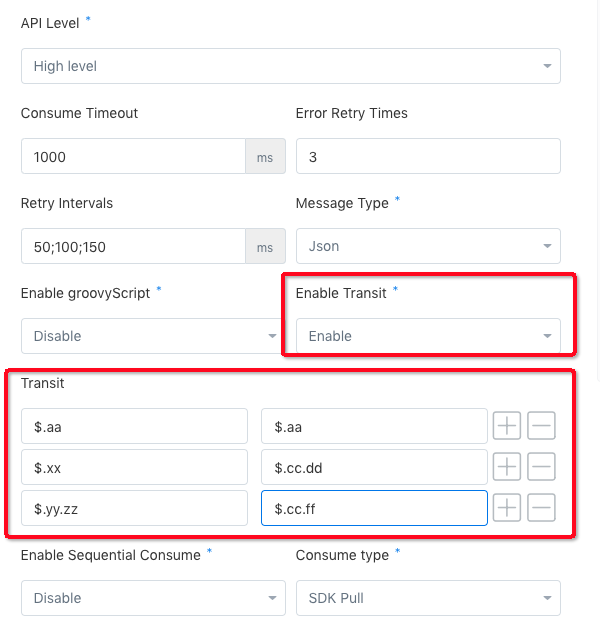 API Level *
High level
Consume Timeout
Error Retry Times
1000 ms
3
Retry Intervals
Message Type *
50;100;150 ms
Json
Enable groovyScript *
Enable Transit *
Disable
Enable
Transit
$.aa
$.aa
$.xx
$.cc.dd
$.yy.zz
$.cc.ff
Enable Sequential Consume *
Consume type *
Disable
SDK Pull